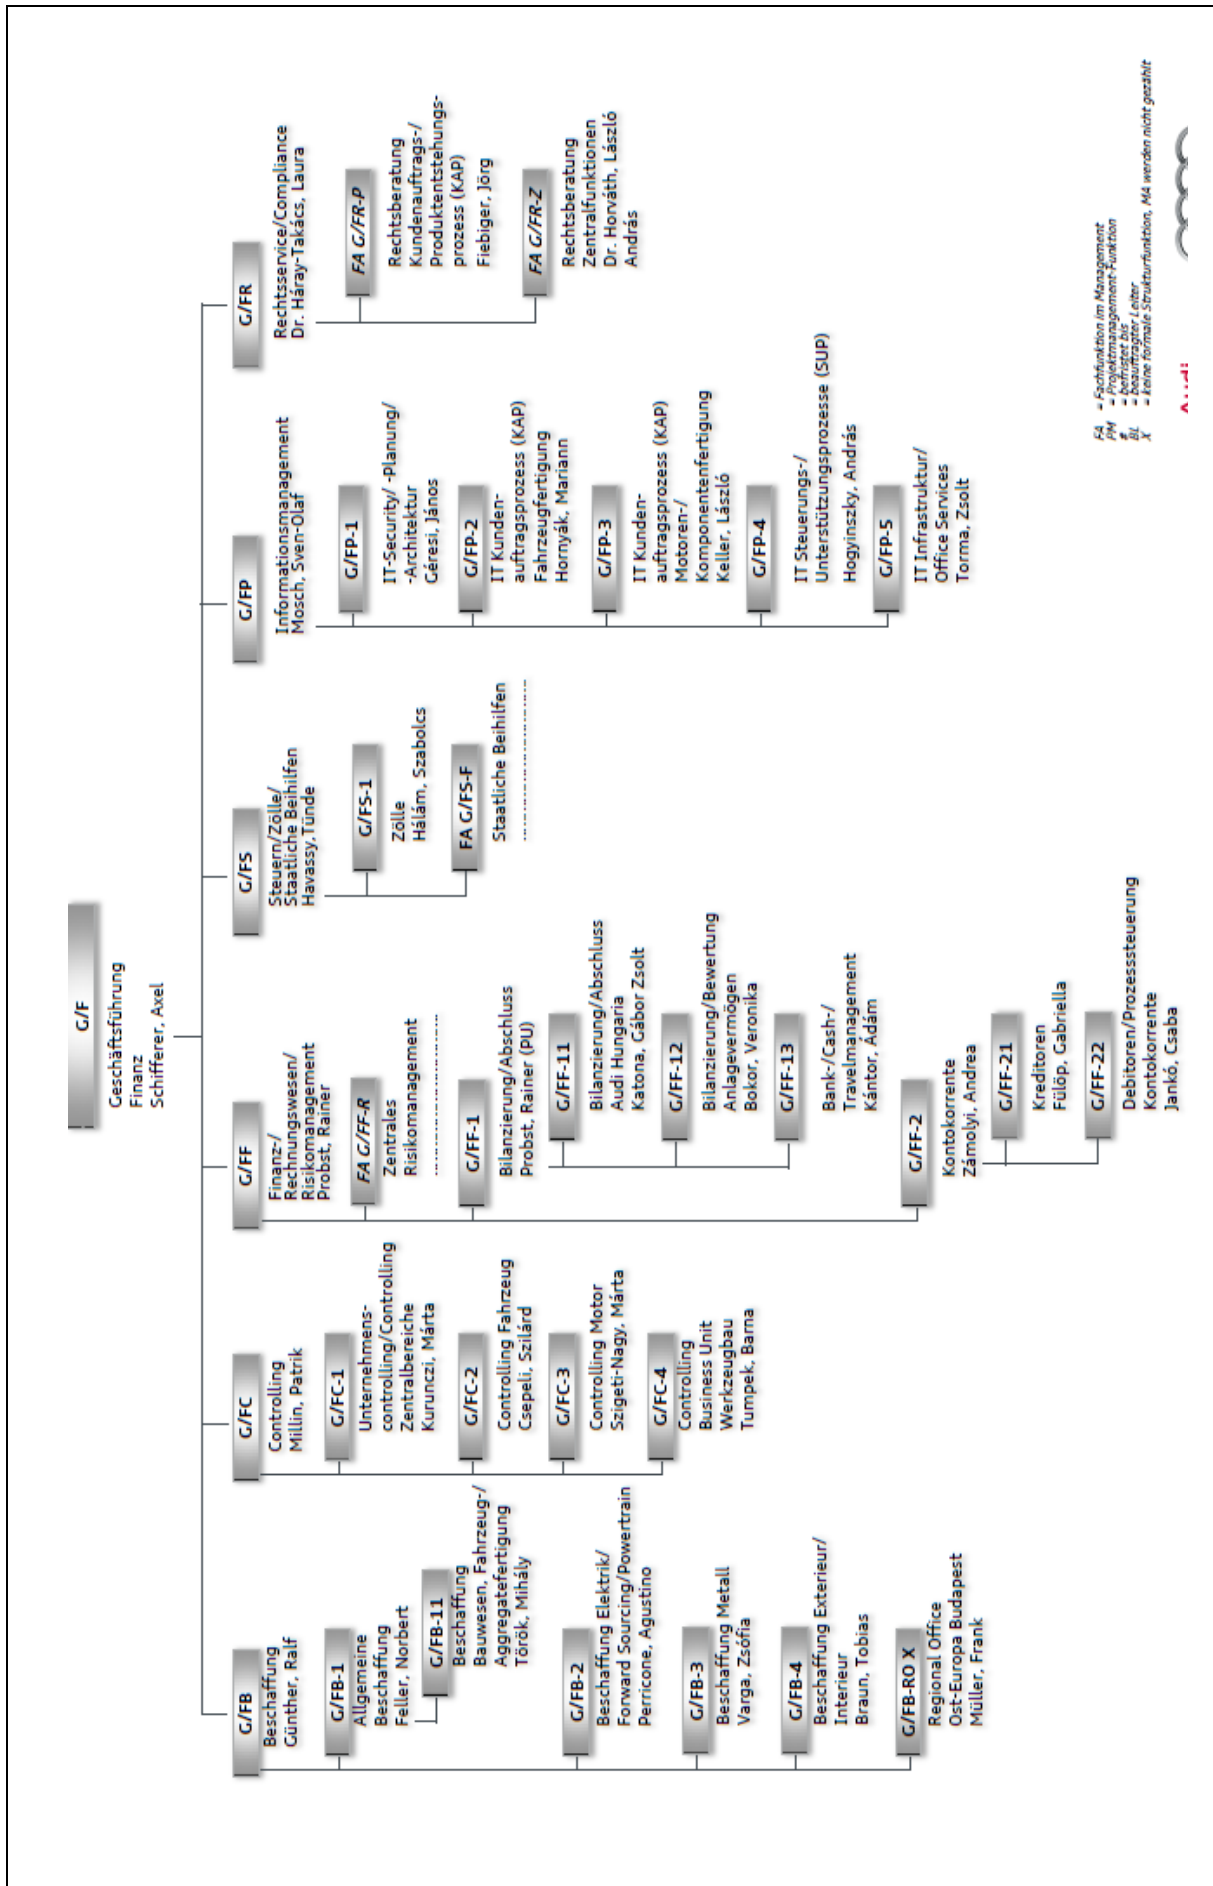 G/F
Geschäftsführung
Finanz
Schifferer, Axel
G/FB
Beschaffung
Günther, Ralf
G/FB-1
Allgemeine
Beschaffung
Feller, Norbert
G/FB-11
Beschaffung
Bauwesen, Fahrzeug-/
Aggregatefertigung
Török, Mihály
G/FB-2
Beschaffung Elektrik/
Forward Sourcing/Powertrain
Perricone, Agustino
G/FB-3
Beschaffung Metall
Varga, Zsófia
G/FB-4
Beschaffung Exterieur/
Interieur
Braun, Tobias
G/FB-RO X
Regional Office
Ost-Europa Budapest
Müller, Frank
G/FC
Controlling
Millin, Patrik
G/FC-1
Unternehmens-
controlling/Controlling
Zentralbereiche
Kurunczi, Márta
G/FC-2
Controlling Fahrzeug
Csepeli, Szilárd
G/FC-3
Controlling Motor
Szigeti-Nagy, Márta
G/FC-4
Controlling
Business Unit
Werkzeugbau
Tumpek, Barna
G/FF
Finanz-/
Rechnungswesen/
Risikomanagement
Probst, Rainer
FA G/FF-R
Zentrales
Risikomanagement
G/FF-1
Bilanzierung/Abschluss
Probst, Rainer (PU)
G/FF-11
Bilanzierung/Abschluss
Audi Hungaria
Katona, Gábor Zsolt
G/FF-12
Bilanzierung/Bewertung
Anlagevermögen
Bokor, Veronika
G/FF-13
Bank-/Cash-/
Travelmanagement
Kántor, Ádám
G/FF-2
Kontokorrente
Zámolyi, Andrea
G/FF-21
Kreditoren
Fülöp, Gabriella
G/FF-22
Debitoren/Prozesssteuerung
Kontokorrente
Jankó, Csaba
G/FS
Steuern/Zölle/
Staatliche Beihilfen
Havassy,Tünde
G/FS-1
Zölle
Hálám, Szabolcs
FA G/FS-F
Staatliche Beihilfen
G/FP
Informationsmanagement
Mosch, Sven-Olaf
G/FP-1
IT-Security/ -Planung/
-Architektur
Géresi, János
G/FP-2
IT Kunden-
auftragsprozess (KAP)
Fahrzeugfertigung
Hornyák, Mariann
G/FP-3
IT Kunden-
auftragsprozess (KAP)
Motoren-/
Komponentenfertigung
Keller, László
G/FP-4
IT Steuerungs-/
Unterstützungsprozesse (SUP)
Hogyinszky, András
G/FP-5
IT Infrastruktur/
Office Services
Torma, Zsolt
G/FR
Rechtsservice/Compliance
Dr. Háray-Takács, Laura
FA G/FR-P
Rechtsberatung
Kundenauftrags-/
Produktentstehungs-
prozess (KAP)
Fiebiger, Jörg
FA G/FR-Z
Rechtsberatung
Zentralfunktionen
Dr. Horváth, László
András
FA = Fachfunktion im Management
PM = Projektmanagement-Funktion
# = befristet bis
BL = beauftragter Leiter
X = keine formale Strukturfunktion, MA werden nicht gezählt